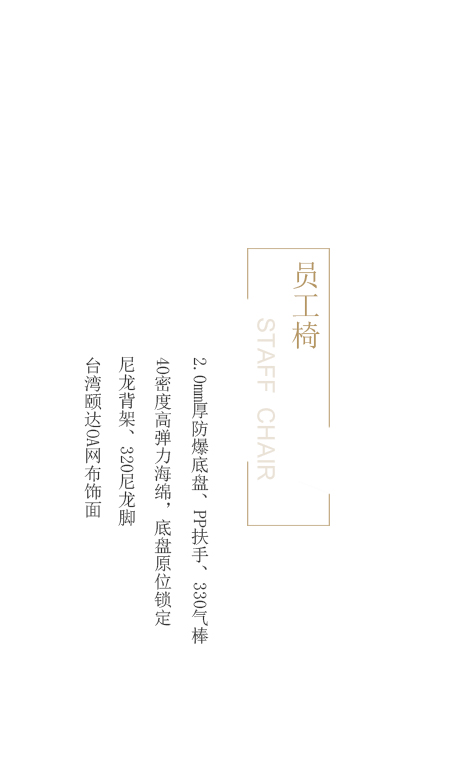 员工椅
STAFF CHAIR
2.0mm厚防爆底盘、PP扶手、330气棒
40密度高弹力海绵，底盘原位锁定
尼龙背架、320尼龙脚
台湾颐达OA网布饰面